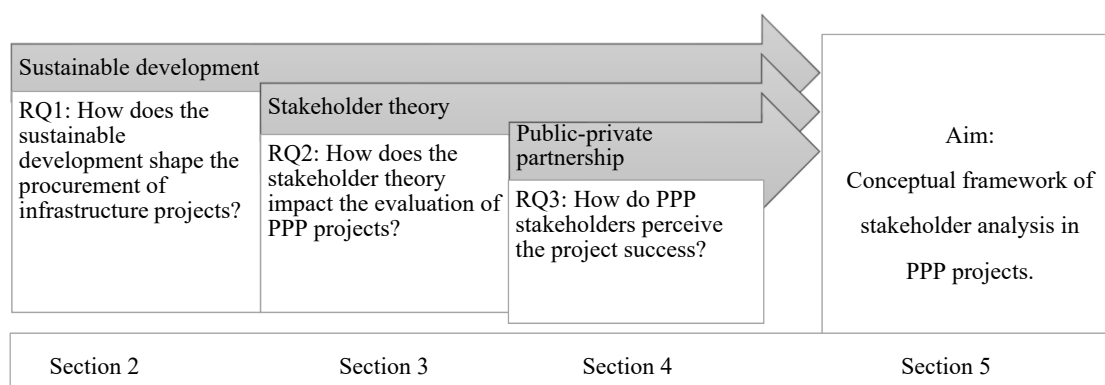 Sustainable development
RQ1: How does the
sustainable
development shape the
procurement of
infrastructure projects?
Stakeholder theory
RQ2: How does the
stakeholder theory
impact the evaluation of
PPP projects?
Public-private
partnership
RQ3: How do PPP
stakeholders perceive
the project success?
Aim:
Conceptual framework of
stakeholder analysis in
PPP projects.
Section 2
Section 3
Section 4
Section 5